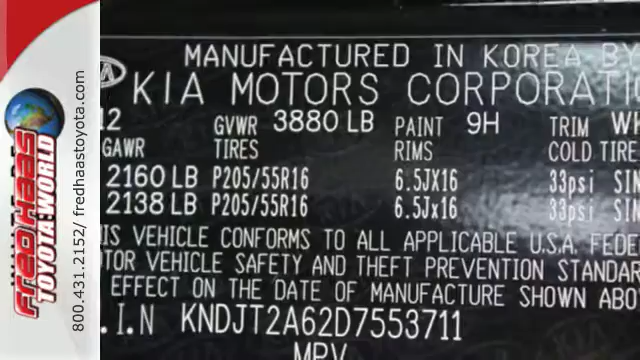 MANUFACTURED IN KOREA BY
KIA MOTORS CORPORATI
12 GVWR 3880 LB PAINT 9H TRIM WK
GAWR TIRES RIMS COLD TIRE
2160 LB P205/55R16 6.5JX16 33psi SIN
2138 LB P205/55R16 6.5Jx16 33psi SIN
IS VEHICLE CONFORMS TO ALL APPLICABLE U.S.A. FEDE
TOR VEHICLE SAFETY AND THEFT PREVENTION STANDAR
EFFECT ON THE DATE OF MANUFACTURE SHOWN ABO
.I.N KNDJT2A62D7553711
MPV
FRED HAAS
TOYOTA WORLD
800.431.2152/ fredhaastoyota.com